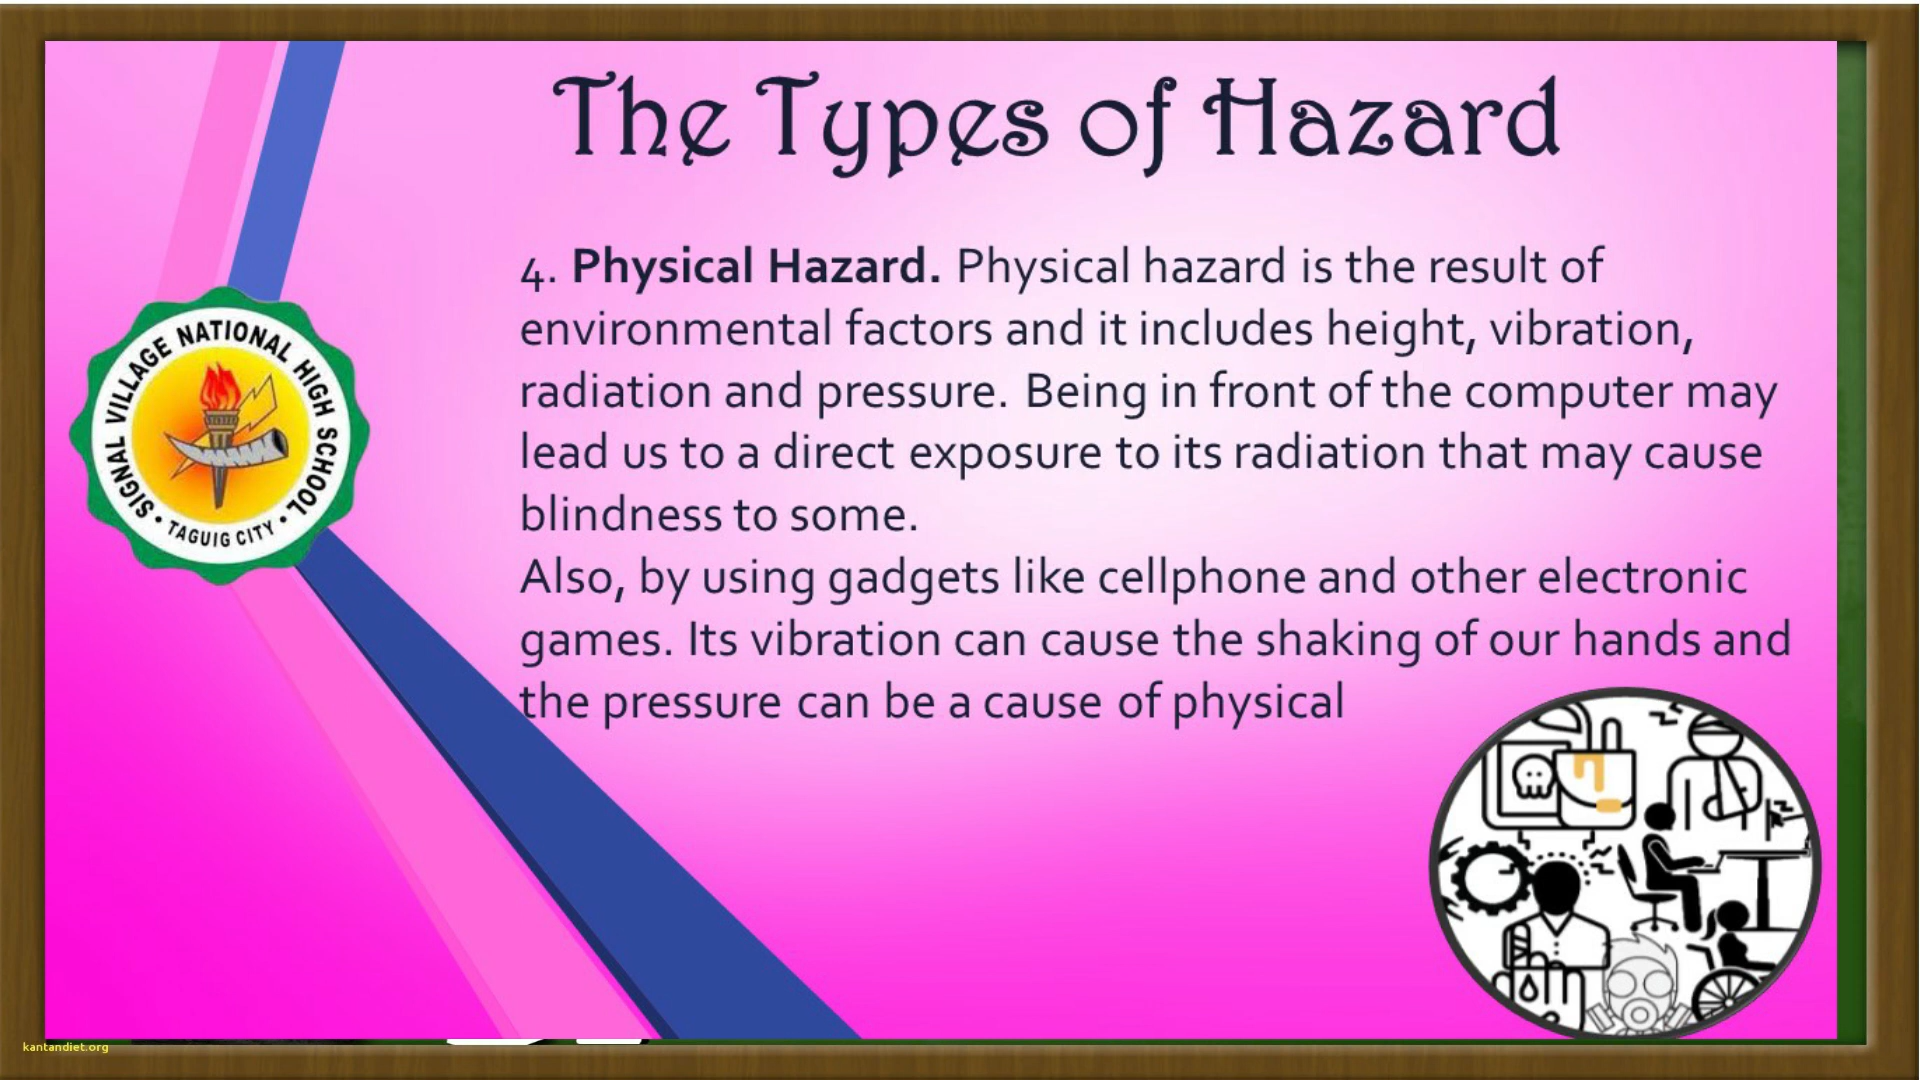 The Types of Hazard
4. Physical Hazard. Physical hazard is the result of
environmental factors and it includes height, vibration,
radiation and pressure. Being in front of the computer may
lead us to a direct exposure to its radiation that may cause
blindness to some.
Also, by using gadgets like cellphone and other electronic
games. Its vibration can cause the shaking of our hands and
the pressure can be a cause of physical
SIGNAL VILLAGE NATIONAL HIGH SCHOOL
• TAGUIG CITY •
kantandiet.org